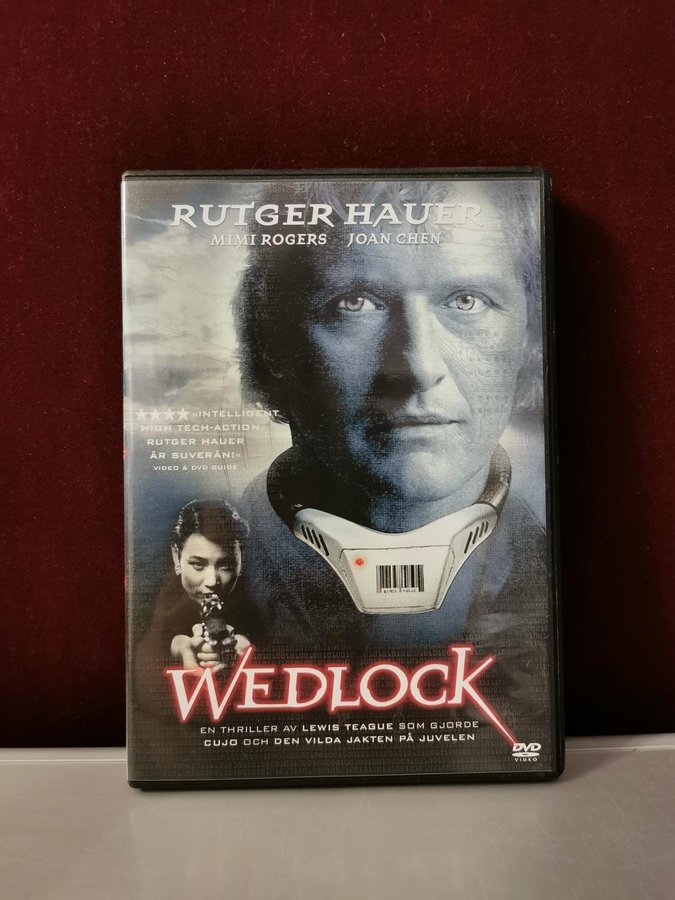 RUTGER HAUER
MIMI ROGERS JOAN CHEN
★★★★ »INTELLIGENT
HIGH TECH-ACTION.
RUTGER HAUER
ÄR SUVERÄN!«
VIDEO & DVD GUIDE
WEDLOCK
EN THRILLER AV LEWIS TEAGUE SOM GJORDE
CUJO OCH DEN VILDA JAKTEN PÅ JUVELEN
DVD
VIDEO